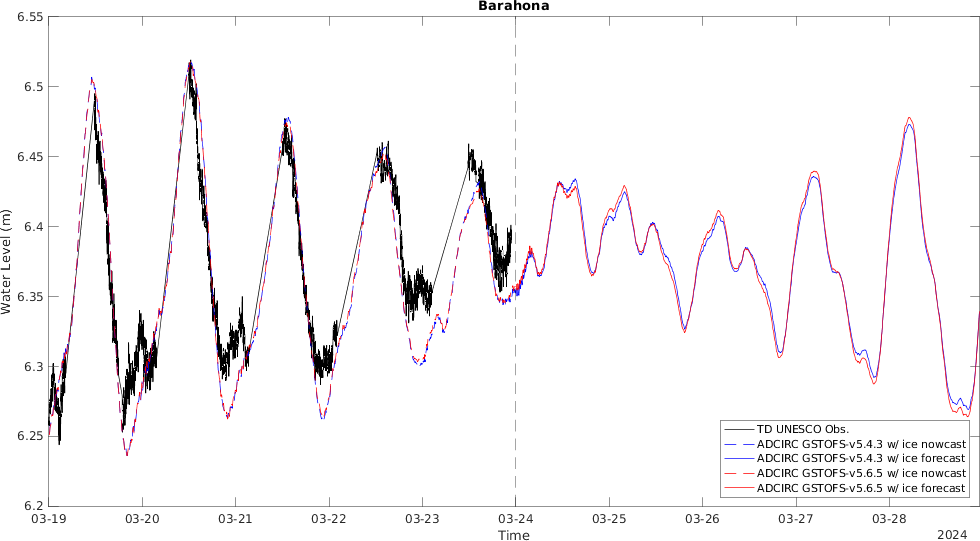 Barahona
6.55
6.5
6.45
6.4
6.35
6.3
6.25
6.2
Water Level (m)
03-19
03-20
03-21
03-22
03-23
03-24
03-25
03-26
03-27
03-28
Time
2024
TD UNESCO Obs.
ADCIRC GSTOFS-v5.4.3 w/ ice nowcast
ADCIRC GSTOFS-v5.4.3 w/ ice forecast
ADCIRC GSTOFS-v5.6.5 w/ ice nowcast
ADCIRC GSTOFS-v5.6.5 w/ ice forecast